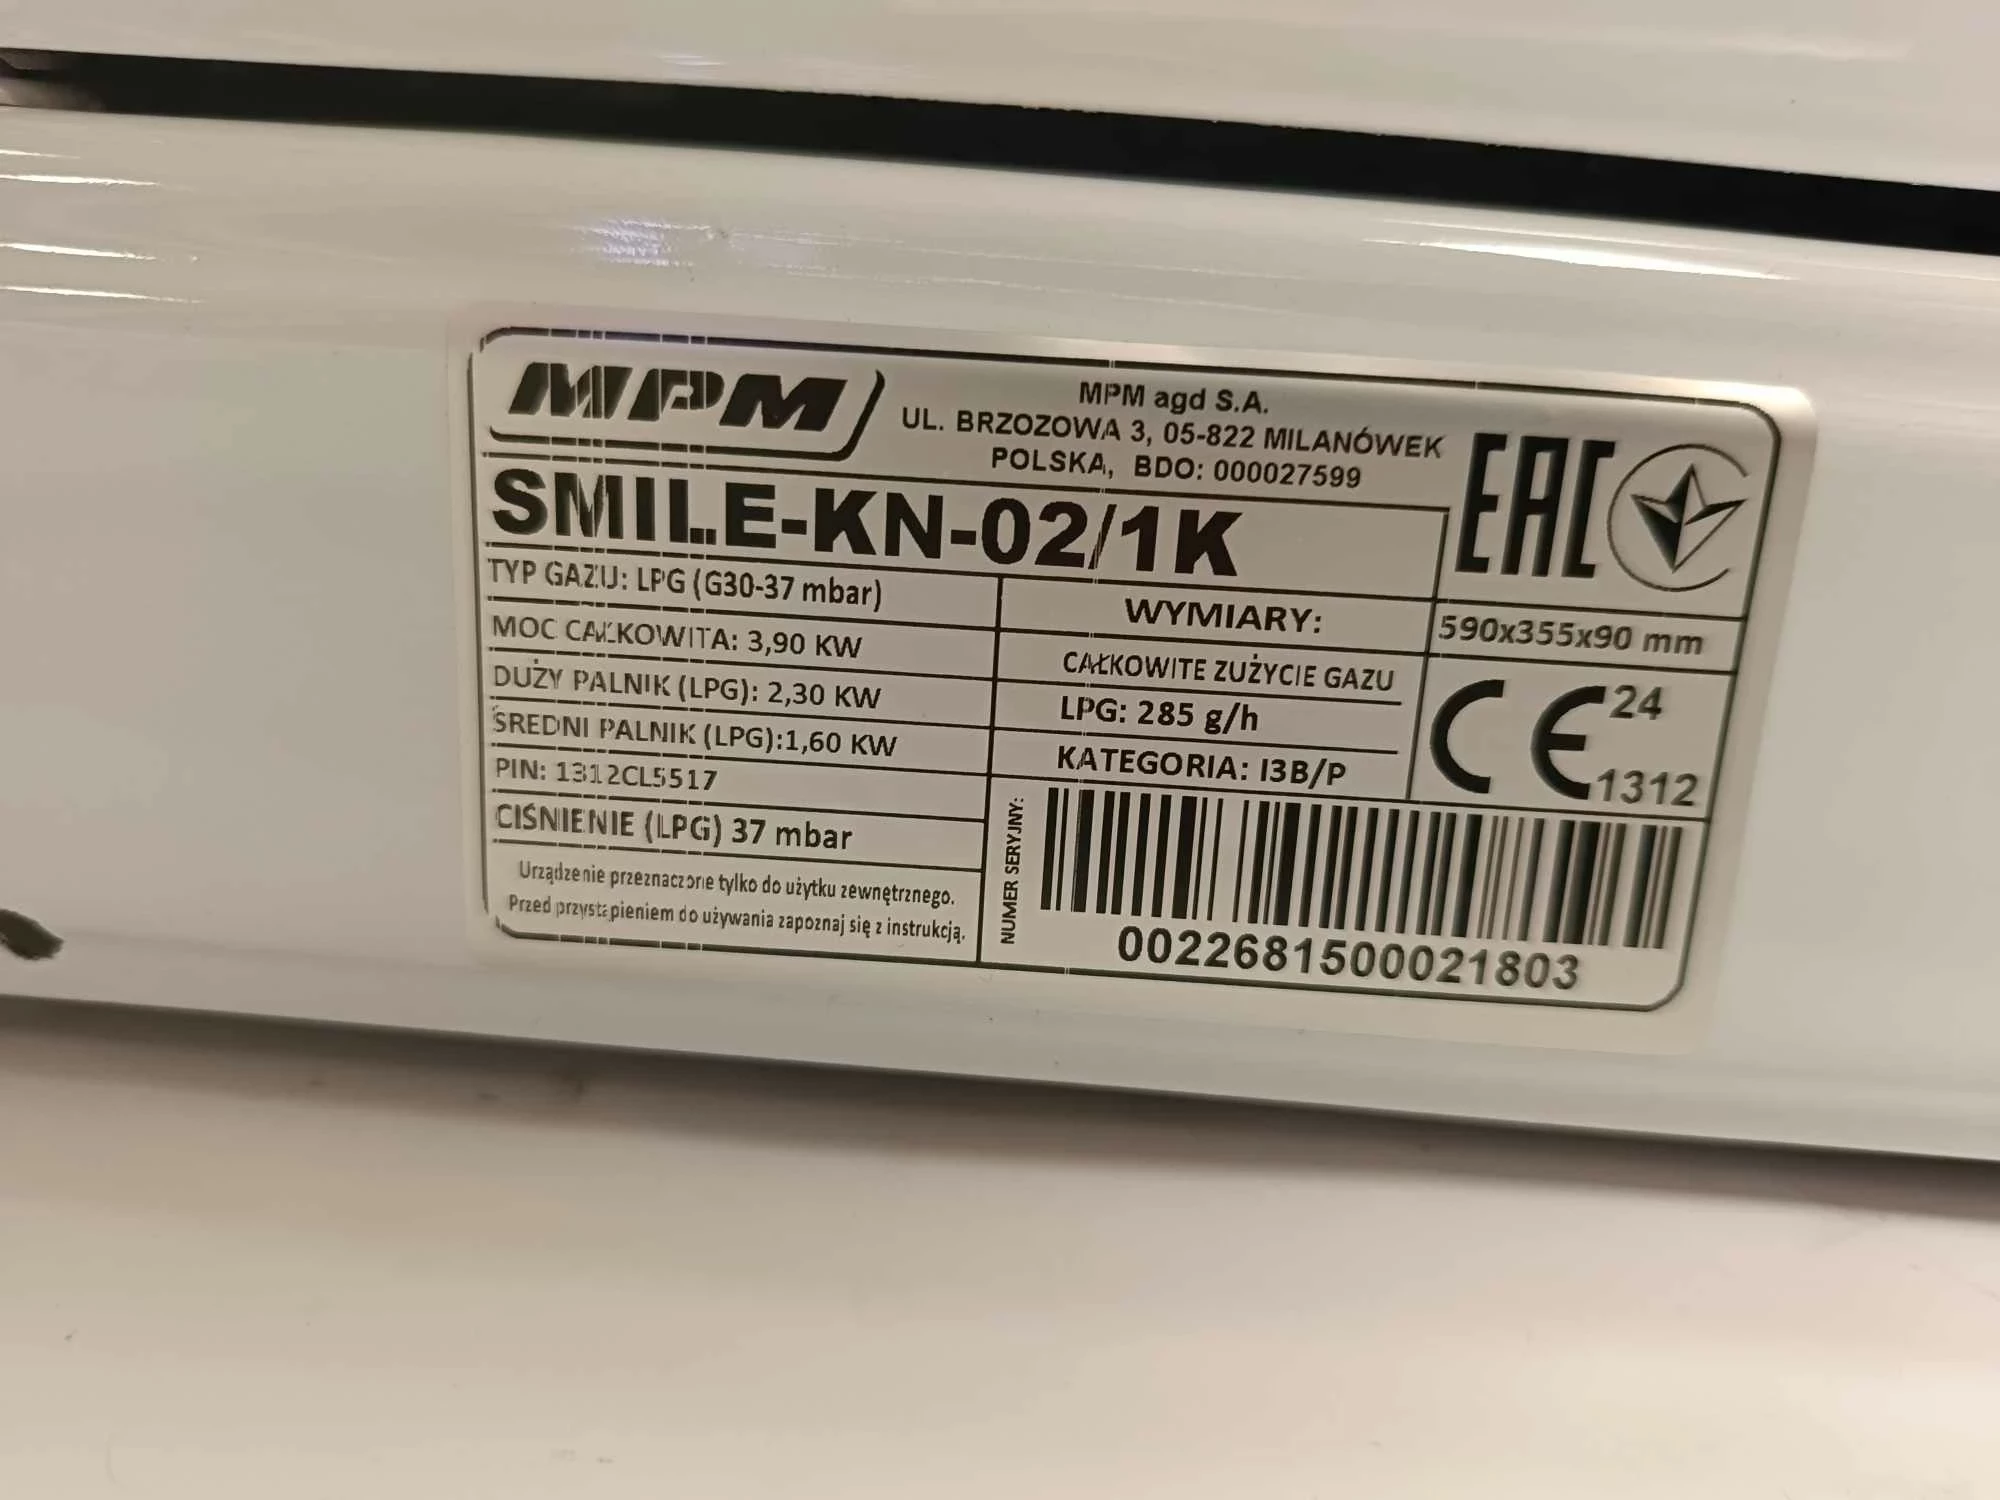 MPM
MPM agd S.A.
UL. BRZOZOWA 3, 05-822 MILANÓWEK
POLSKA, BDO: 000027599
EAC
SMILE-KN-02/1K
TYP GAZU: LPG (G30-37 mbar)
MOC CAŁKOWITA: 3,90 KW
DUŻY PALNIK (LPG): 2,30 KW
ŚREDNI PALNIK (LPG):1,60 KW
PIN: 1312CL5517
CIŚNIENIE (LPG) 37 mbar
Urządzenie przeznaczone tylko do użytku zewnętrznego.
Przed przystąpieniem do używania zapoznaj się z instrukcją.
WYMIARY:
590x355x90 mm
CAŁKOWITE ZUŻYCIE GAZU
LPG: 285 g/h
KATEGORIA: I3B/P
CE 24
1312
NUMER SERYJNY:
0022681500021803